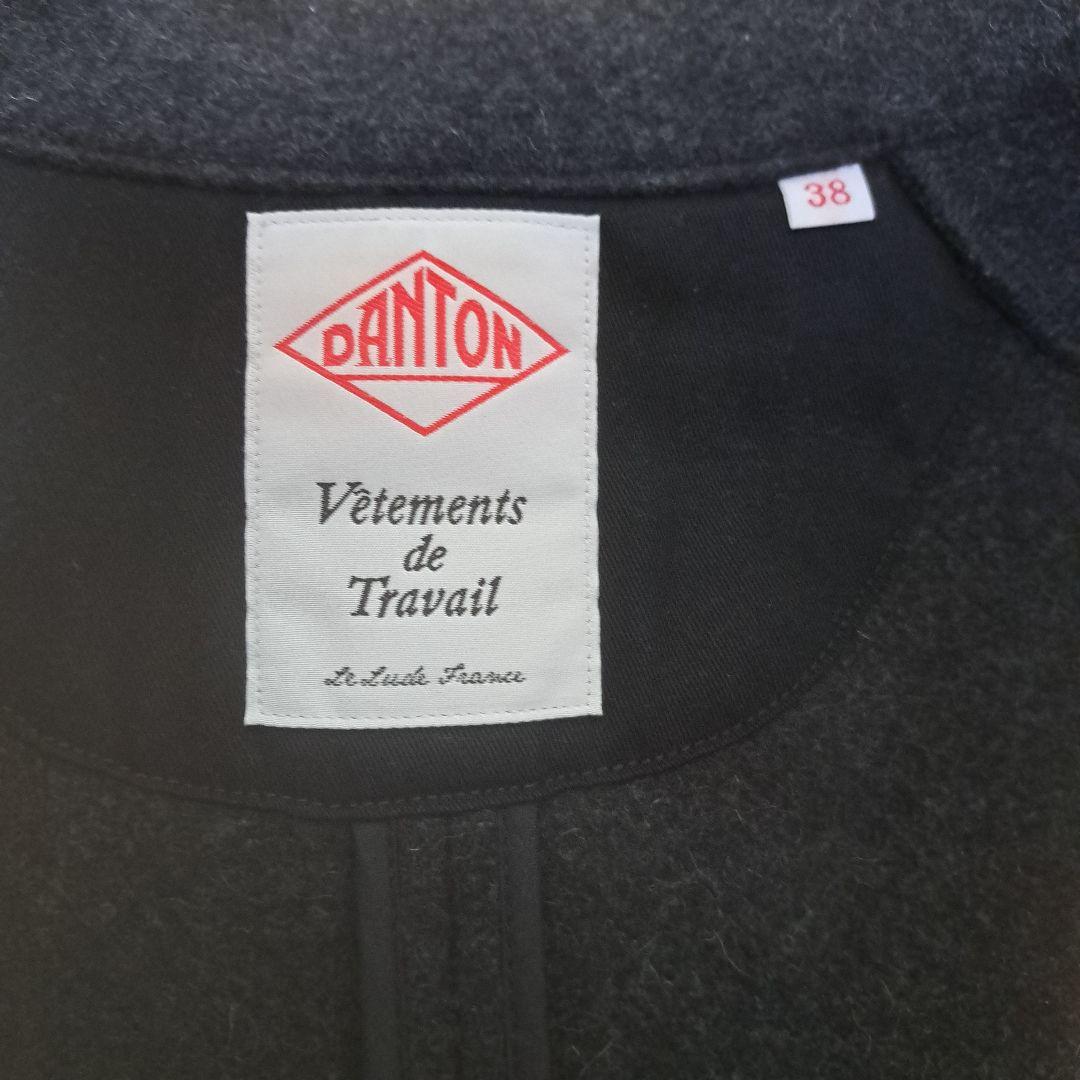 38
DANTON
Vêtements
de
Travail
Le Lude France